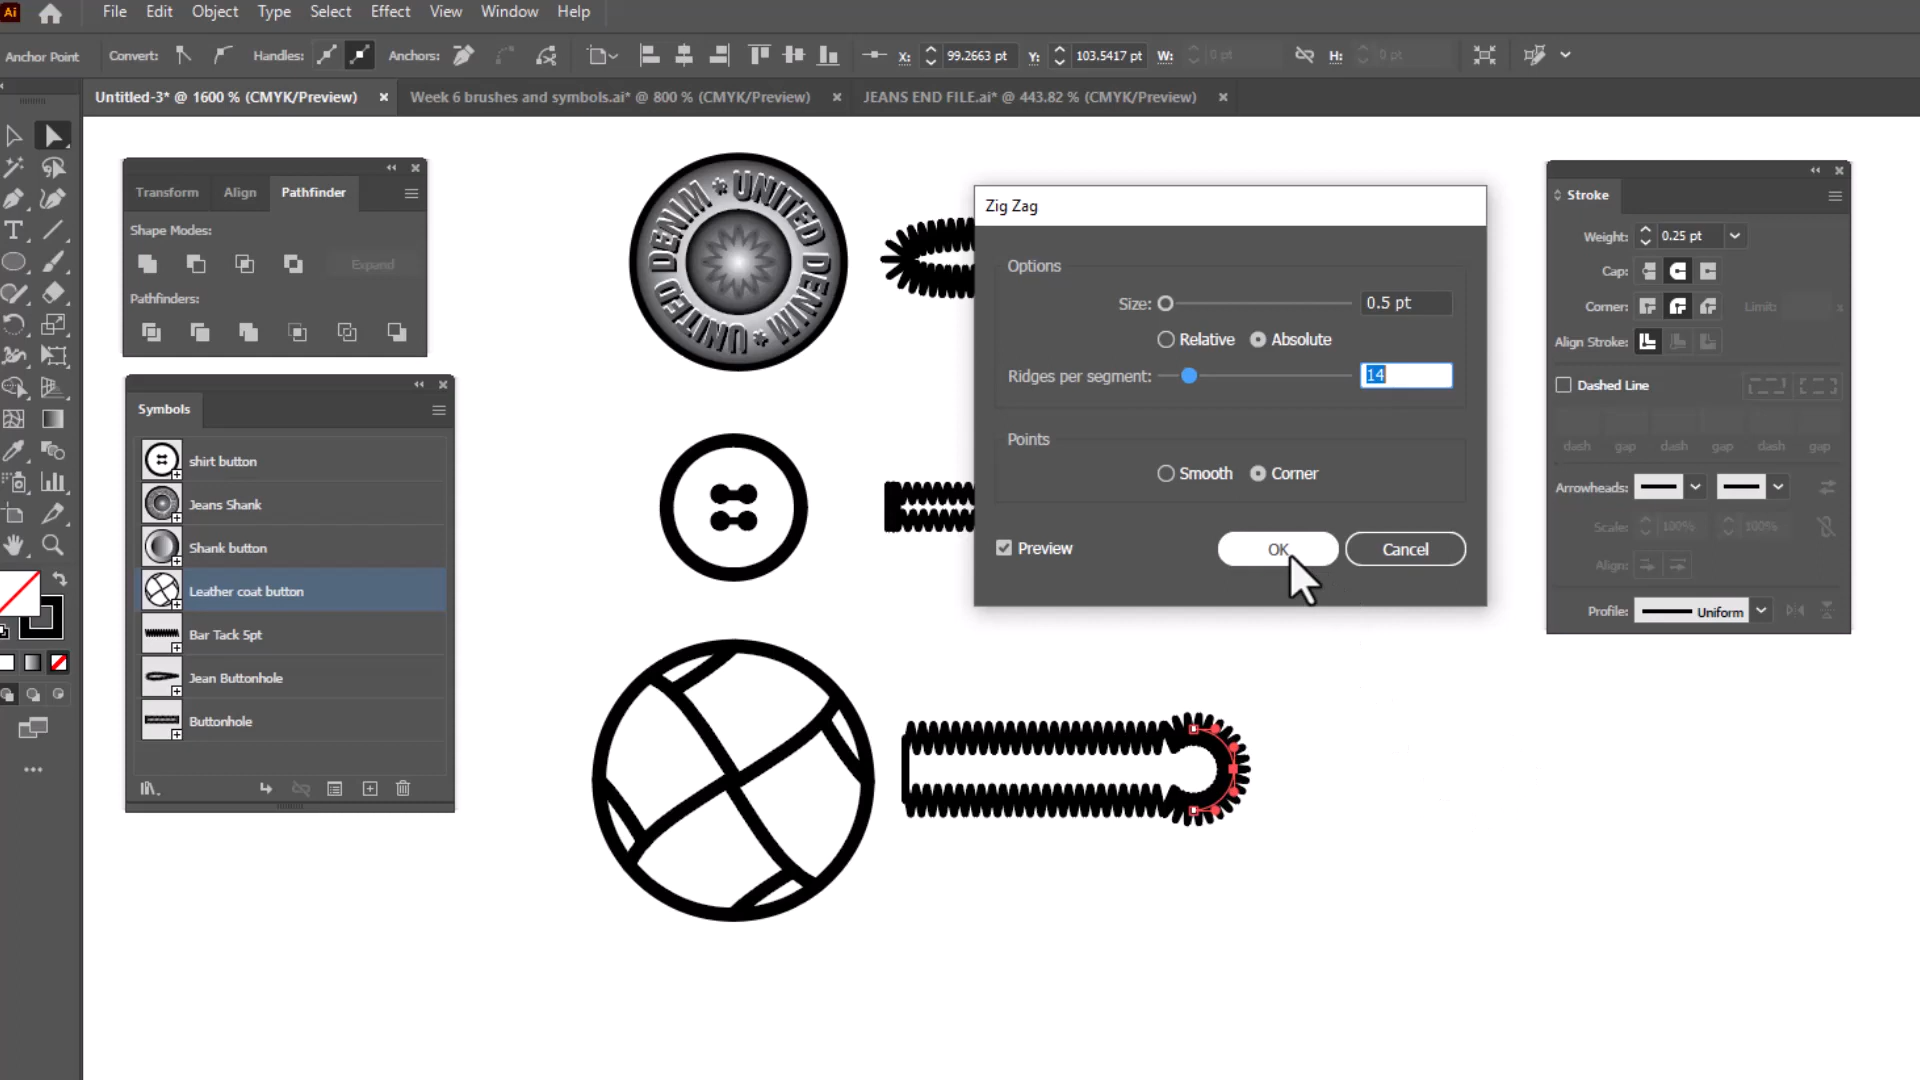 Ai File Edit Object Type Select Effect View Window Help
Anchor Point Convert: Handles: Anchors: X: 99.2663 pt Y: 103.5417 pt W: 0 pt H: 0 pt
Untitled-3* @ 1600 % (CMYK/Preview) × Week 6 brushes and symbols.ai* @ 800 % (CMYK/Preview) × JEANS END FILE.ai* @ 443.82 % (CMYK/Preview) ×
Transform Align Pathfinder
Shape Modes:
Expand
Pathfinders:
Symbols
shirt button
Jeans Shank
Shank button
Leather coat button
Bar Tack 5pt
Jean Buttonhole
Buttonhole
UNITED DENIM * UNITED DENIM *
Zig Zag
Options
Size: 0.5 pt
Relative Absolute
Ridges per segment: 14
Points
Smooth Corner
Preview OK Cancel
Stroke
Weight: 0.25 pt
Cap:
Corner: Limit: x
Align Stroke:
Dashed Line
dash gap dash gap dash gap
Arrowheads:
Scale: 100% 100%
Align:
Profile: Uniform